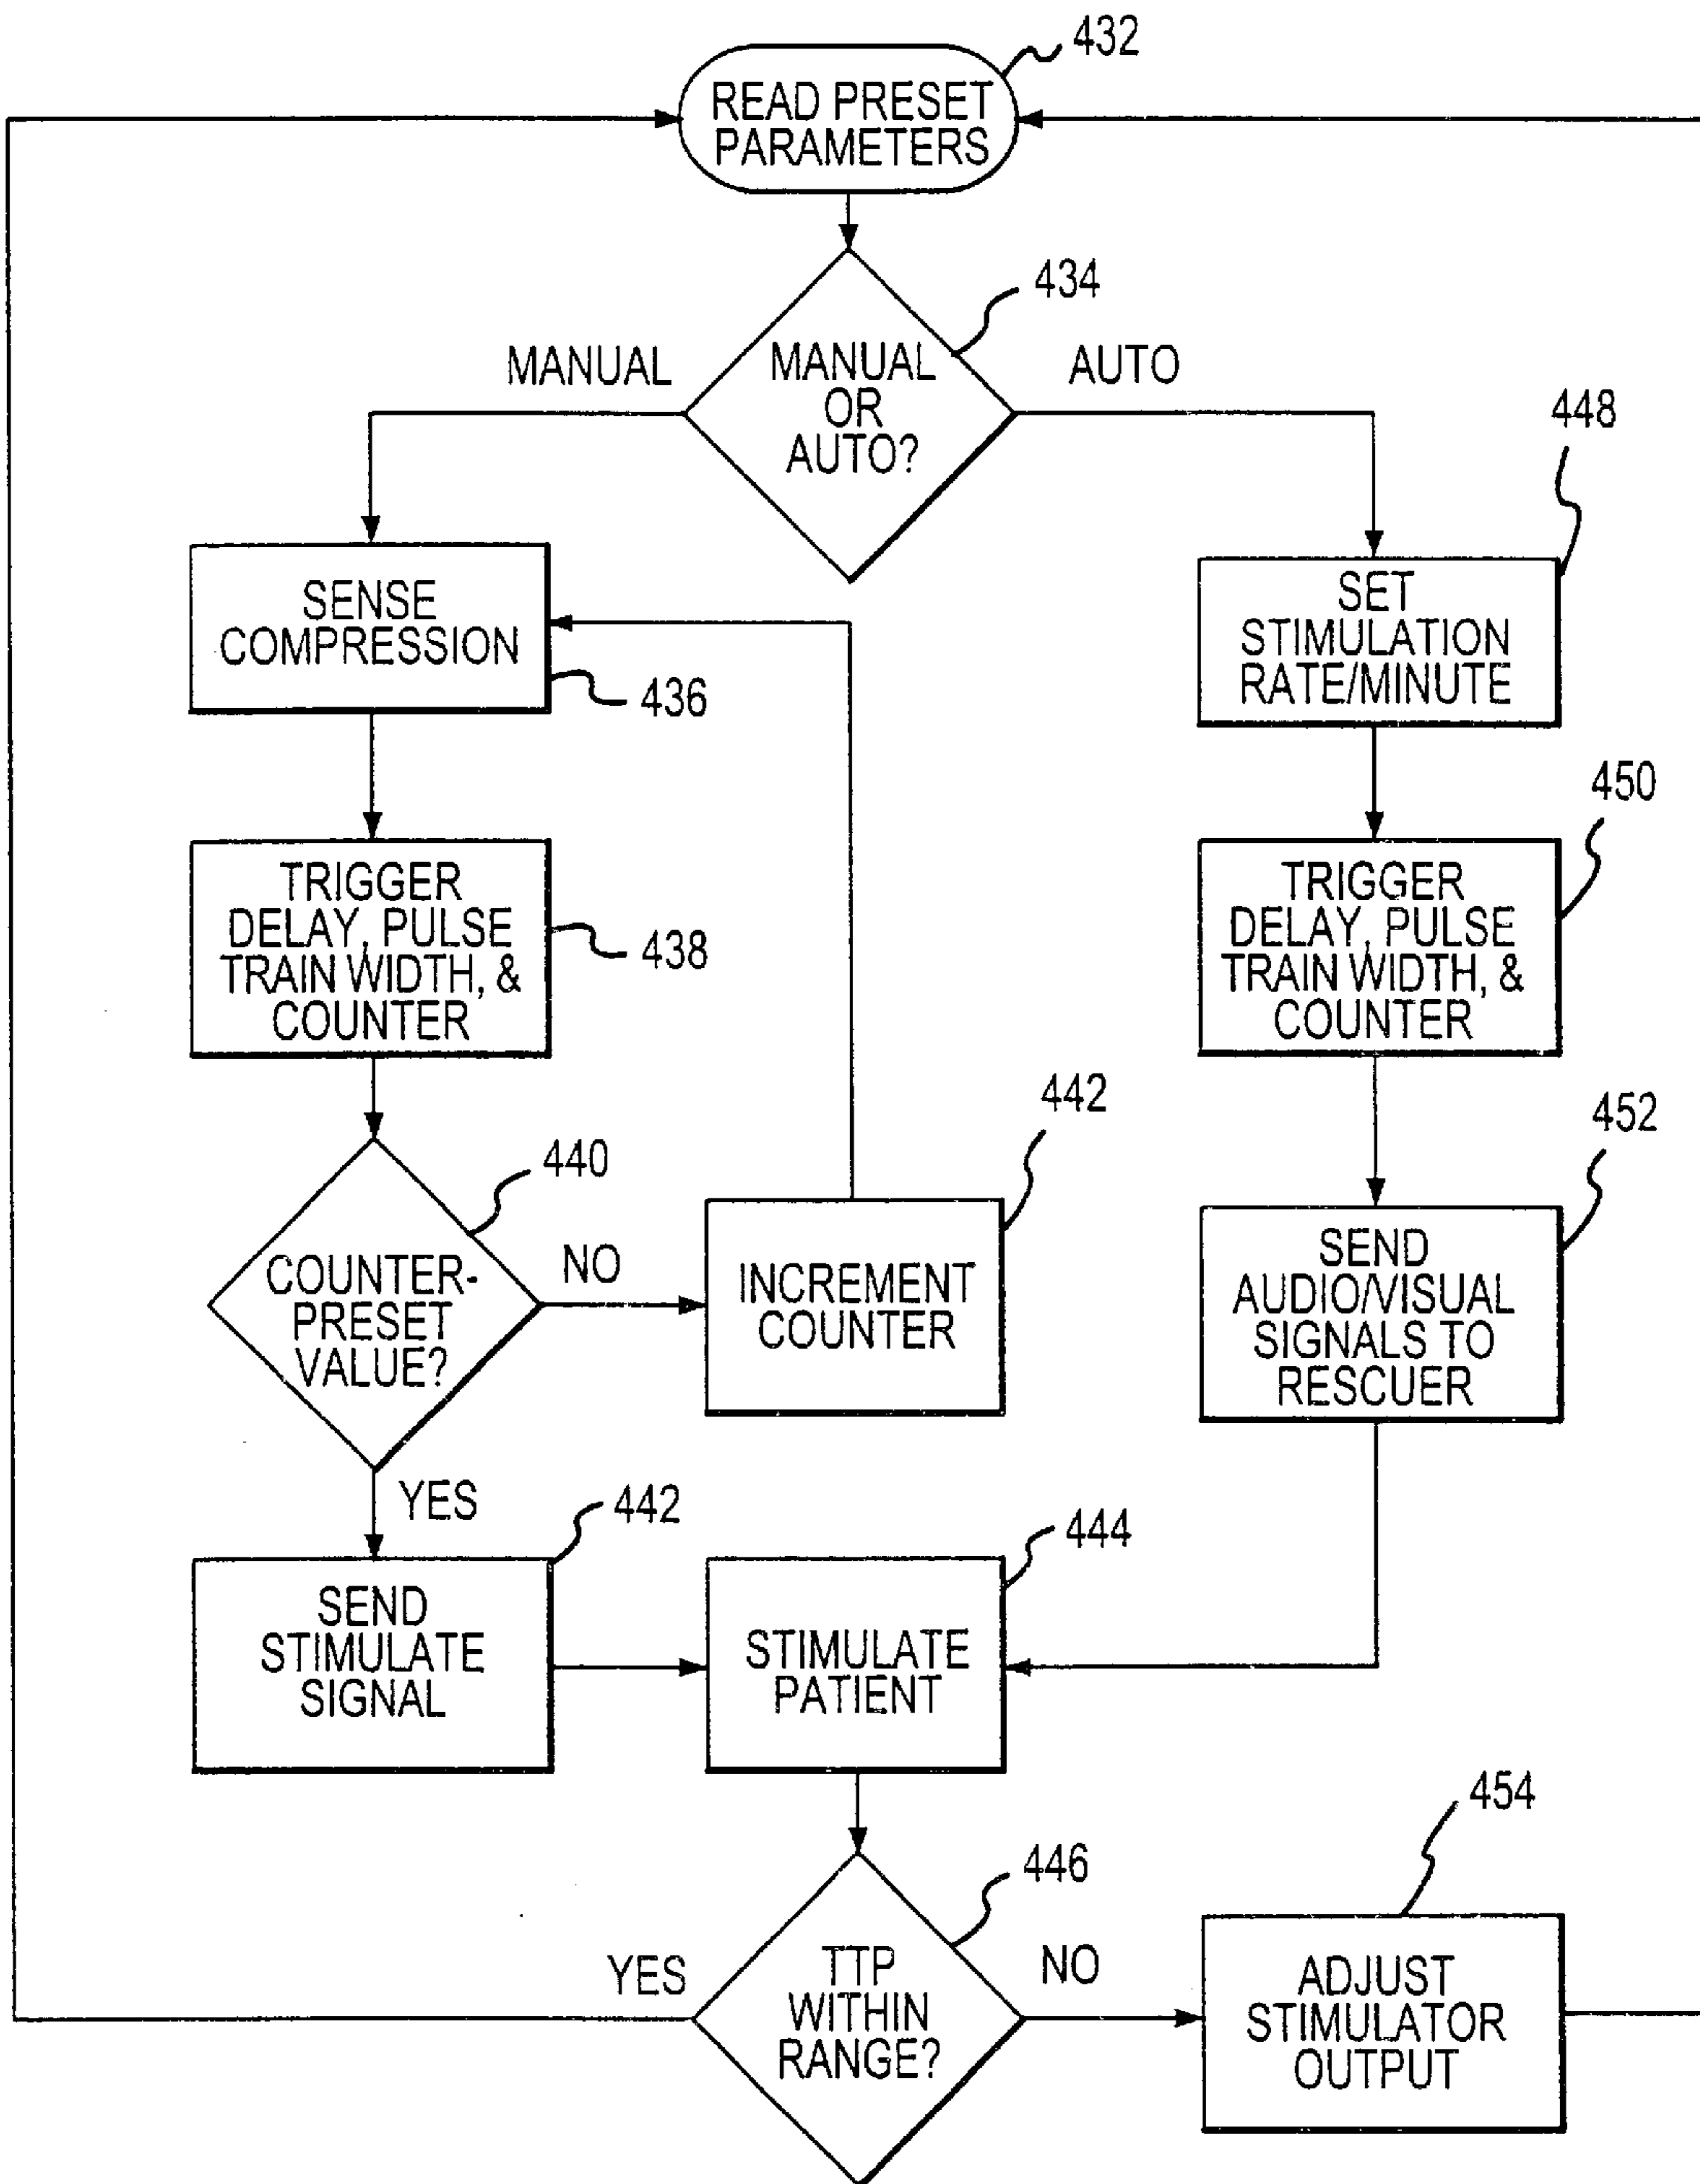 432
READ PRESET
PARAMETERS
434
MANUAL
MANUAL
OR
AUTO?
AUTO
448
SENSE
COMPRESSION
436
SET
STIMULATION
RATE/MINUTE
450
TRIGGER
DELAY, PULSE
TRAIN WIDTH, &
COUNTER
438
TRIGGER
DELAY, PULSE
TRAIN WIDTH, &
COUNTER
442
452
440
COUNTER-
PRESET
VALUE?
NO
INCREMENT
COUNTER
SEND
AUDIO/VISUAL
SIGNALS TO
RESCUER
YES
442
444
SEND
STIMULATE
SIGNAL
STIMULATE
PATIENT
454
446
YES
TTP
WITHIN
RANGE?
NO
ADJUST
STIMULATOR
OUTPUT